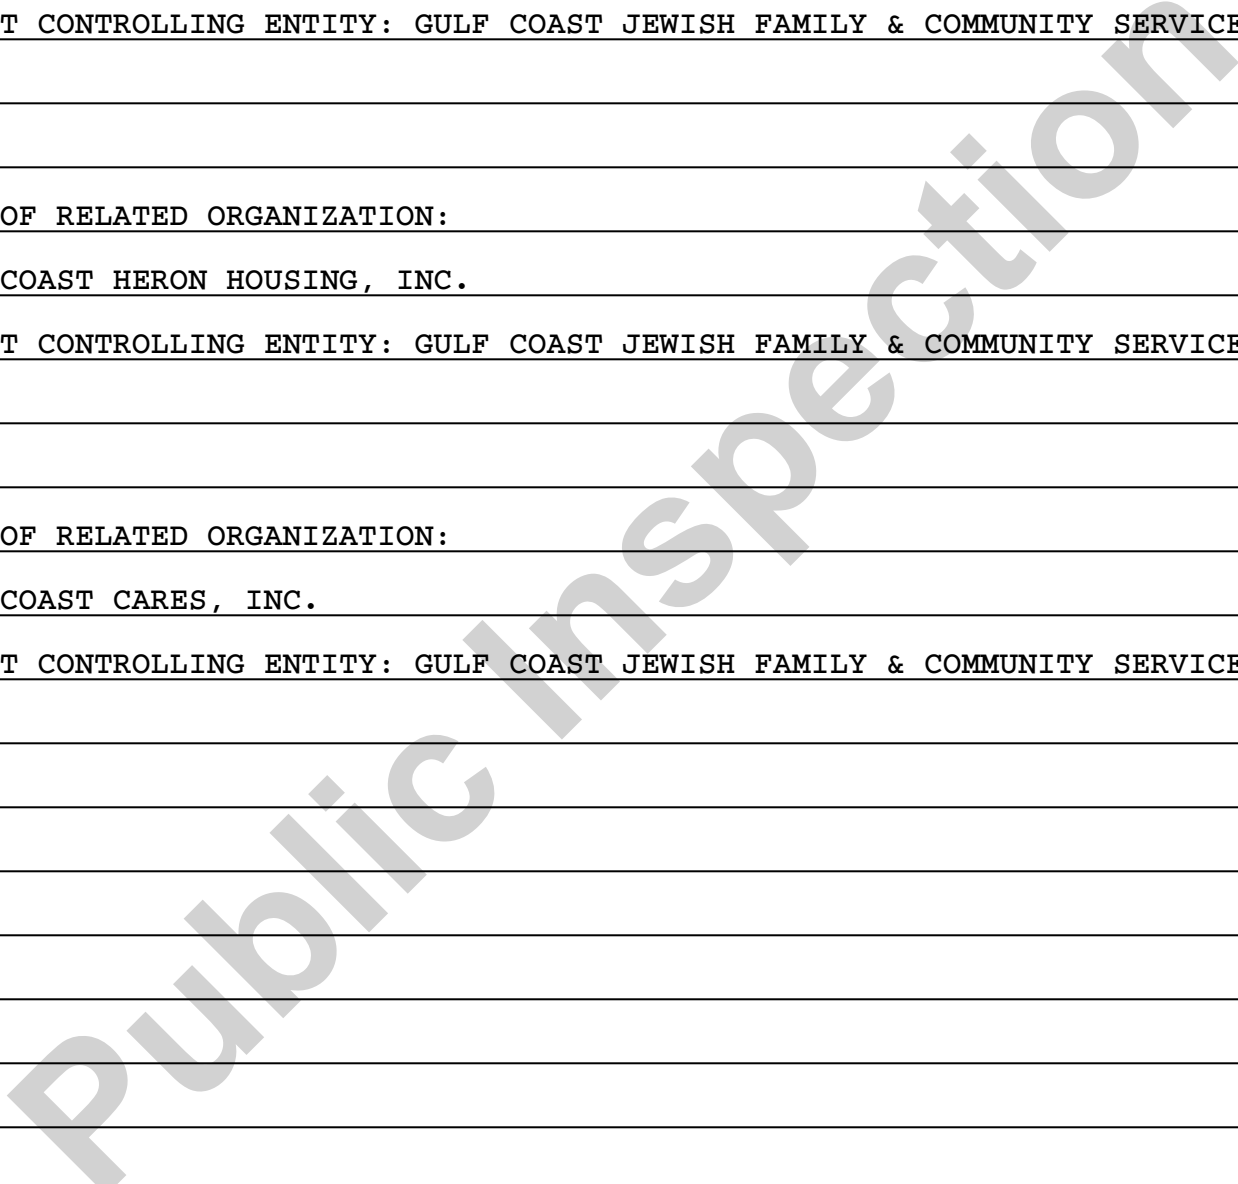 T CONTROLLING ENTITY: GULF COAST JEWISH FAMILY & COMMUNITY SERVICE
OF RELATED ORGANIZATION:
COAST HERON HOUSING, INC.
T CONTROLLING ENTITY: GULF COAST JEWISH FAMILY & COMMUNITY SERVICE
OF RELATED ORGANIZATION:
COAST CARES, INC.
T CONTROLLING ENTITY: GULF COAST JEWISH FAMILY & COMMUNITY SERVICE
Public Inspection